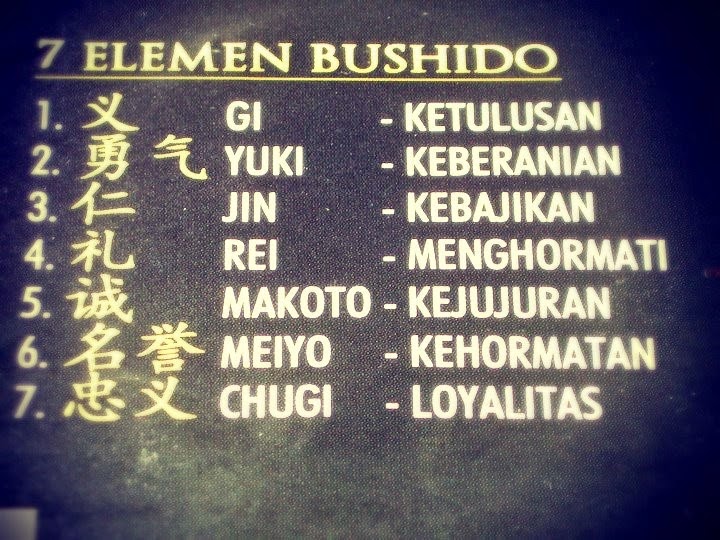 7 ELEMEN BUSHIDO
1. 义 GI - KETULUSAN
2. 勇气 YUKI - KEBERANIAN
3. 仁 JIN - KEBAJIKAN
4. 礼 REI - MENGHORMATI
5. 诚 MAKOTO - KEJUJURAN
6. 名誉 MEIYO - KEHORMATAN
7. 忠义 CHUGI - LOYALITAS